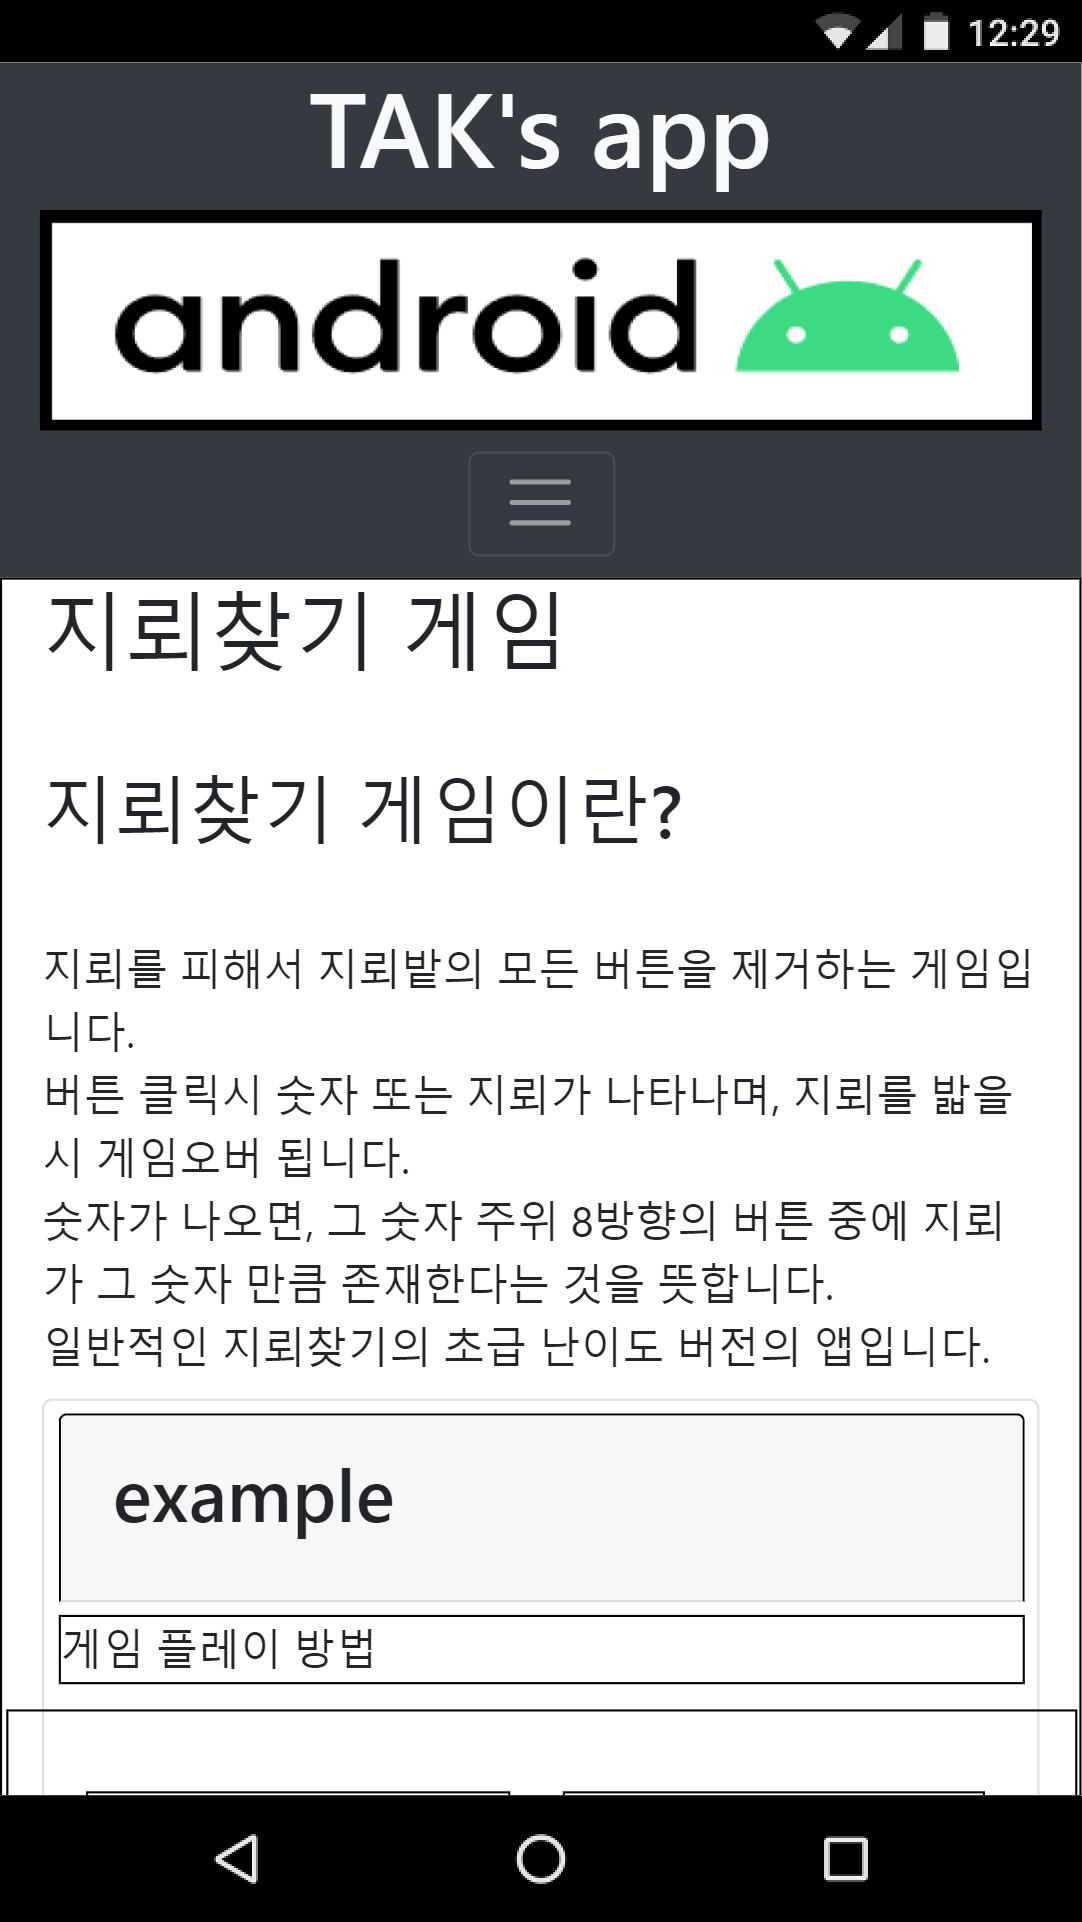 12:29
TAK's app
android
지뢰찾기 게임
지뢰찾기 게임이란?
지뢰를 피해서 지뢰밭의 모든 버튼을 제거하는 게임입
니다.
버튼 클릭시 숫자 또는 지뢰가 나타나며, 지뢰를 밟을
시 게임오버 됩니다.
숫자가 나오면, 그 숫자 주위 8방향의 버튼 중에 지뢰
가 그 숫자 만큼 존재한다는 것을 뜻합니다.
일반적인 지뢰찾기의 초급 난이도 버전의 앱입니다.
example
게임 플레이 방법